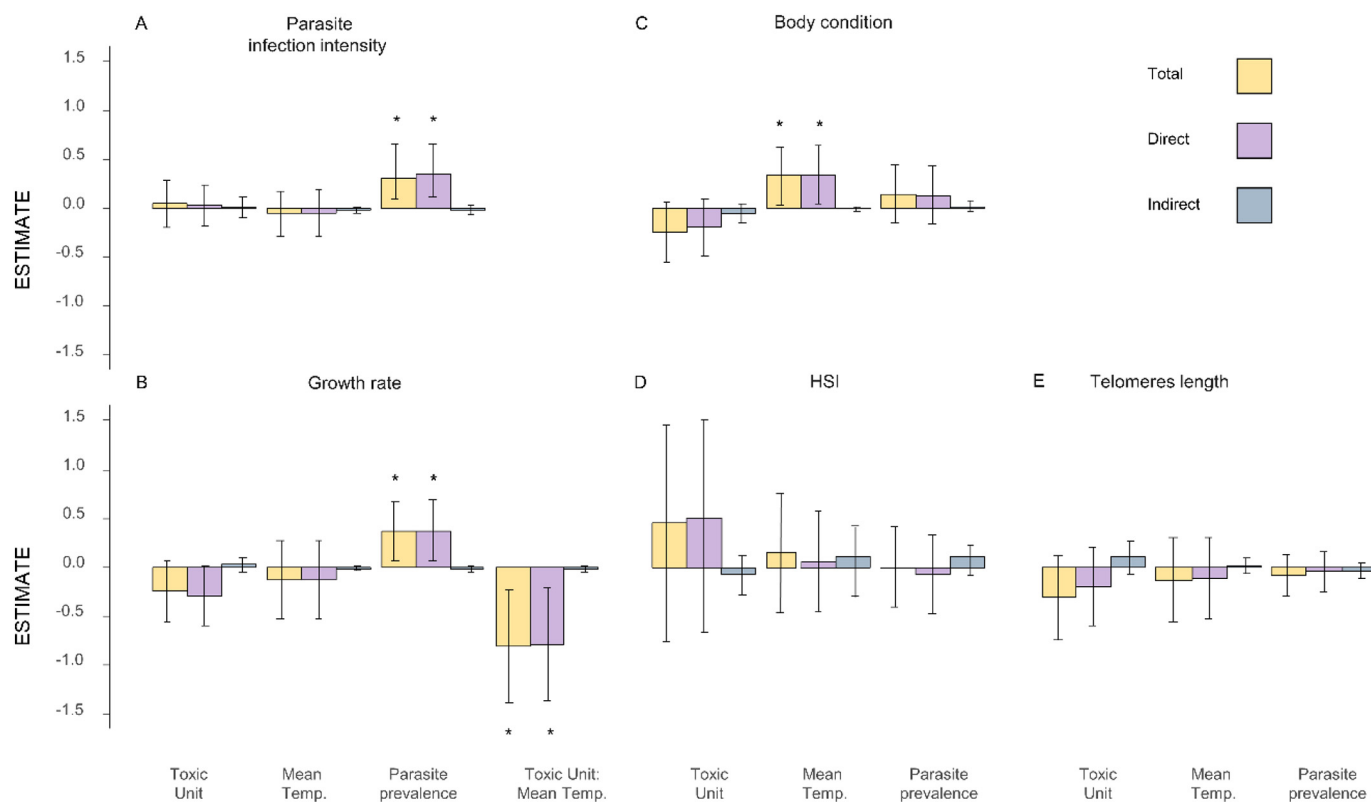 A
Parasite
infection intensity
1.5
1.0
0.5
0.0
-0.5
-1.0
-1.5
ESTIMATE
* *
C
Body condition
* *
Total
Direct
Indirect
B
Growth rate
1.5
1.0
0.5
0.0
-0.5
-1.0
-1.5
ESTIMATE
* *
* *
D
HSI
E
Telomeres length
Toxic
Unit
Mean
Temp.
Parasite
prevalence
Toxic Unit:
Mean Temp.
Toxic
Unit
Mean
Temp.
Parasite
prevalence
Toxic
Unit
Mean
Temp.
Parasite
prevalence